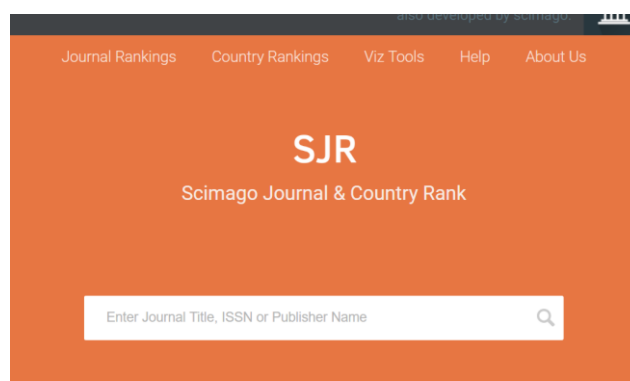 also developed by scimago:
Journal Rankings Country Rankings Viz Tools Help About Us
SJR
Scimago Journal & Country Rank
Enter Journal Title, ISSN or Publisher Name